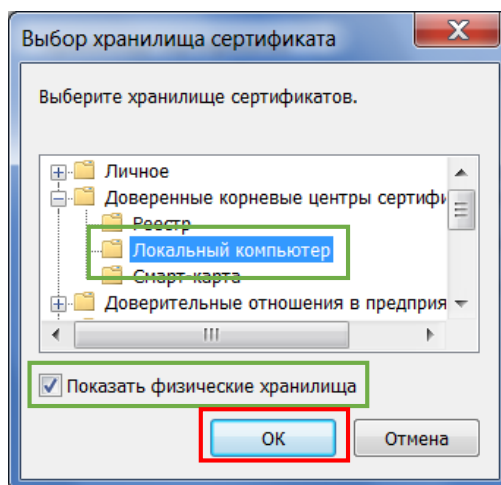 Выбор хранилища сертификата
Выберите хранилище сертификатов.
Личное
Доверенные корневые центры сертифи
Реестр
Локальный компьютер
Смарт-карта
Доверительные отношения в предприя
Показать физические хранилища
ОК
Отмена